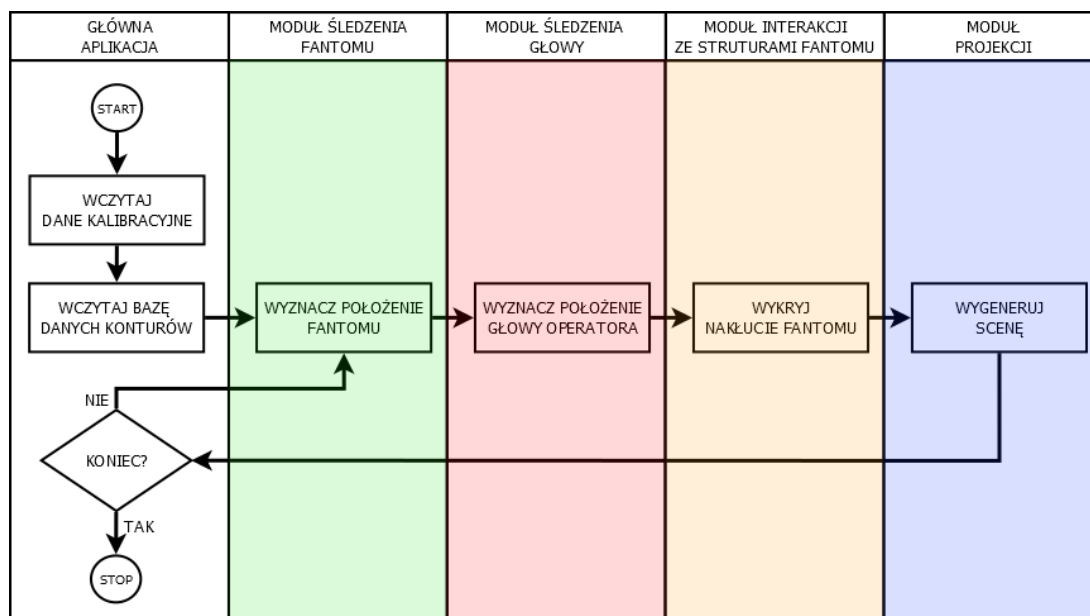 GŁÓWNA
APLIKACJA
MODUŁ ŚLEDZENIA
FANTOMU
MODUŁ ŚLEDZENIA
GŁOWY
MODUŁ INTERAKCJI
ZE STRUTURAMI FANTOMU
MODUŁ
PROJEKCJI
START
WCZYTAJ
DANE KALIBRACYJNE
WCZYTAJ BAZĘ
DANYCH KONTURÓW
WYZNACZ POŁOŻENIE
FANTOMU
WYZNACZ POŁOŻENIE
GŁOWY OPERATORA
WYKRYJ
NAKŁUCIE FANTOMU
WYGENERUJ
SCENĘ
NIE
KONIEC?
TAK
STOP